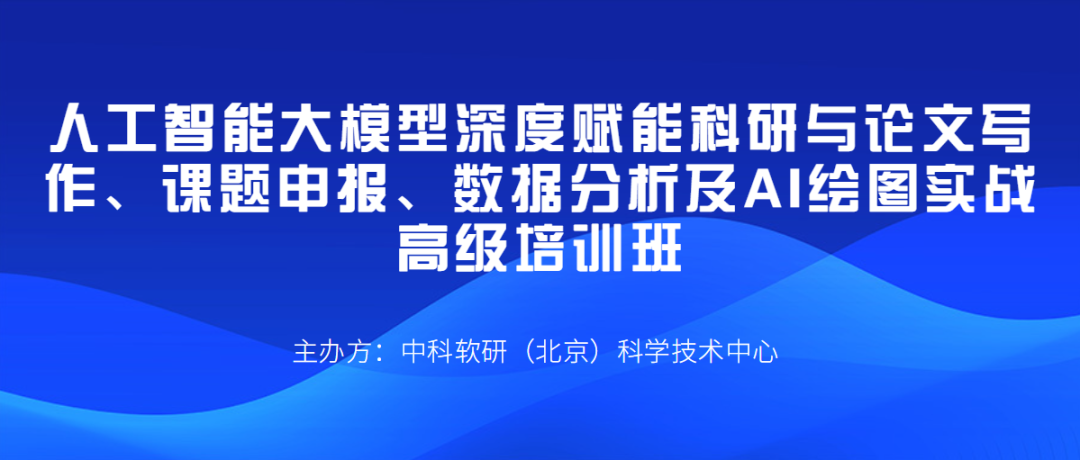 人工智能大模型深度赋能科研与论文写
作、课题申报、数据分析及AI绘图实战
高级培训班
主办方：中科软研（北京）科学技术中心